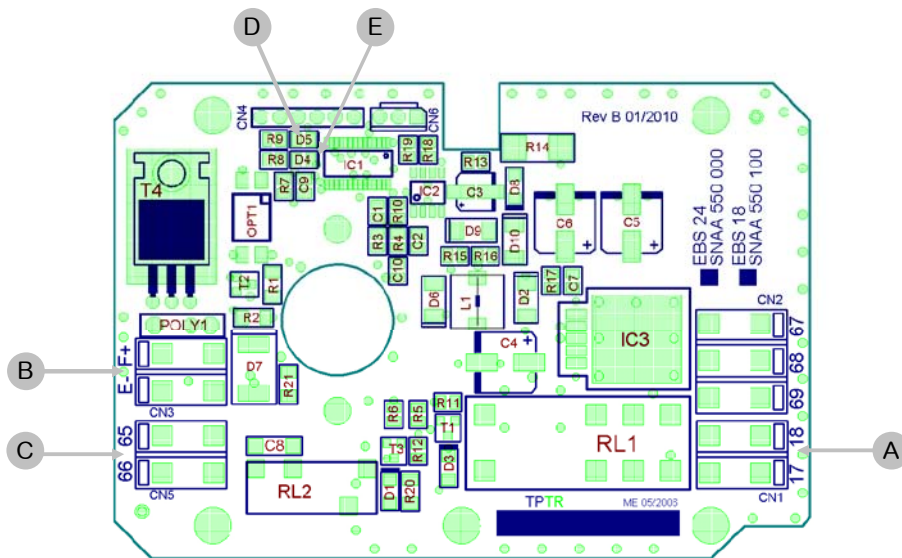 D
E
CN4
CN6
Rev B 01/2010
R9
D5
R8
D4
IC1
R19
R18
R13
R14
T4
R7
C9
IC2
C3
D8
EBS 24
SNAA 550 000
EBS 18
SNAA 550 100
OPT1
C1
R10
C6
C5
R3
R4
C2
D9
D10
R15
R16
C10
T2
R1
R17
C7
D6
L1
D2
CN2
R2
POLY1
67
IC3
B
E-
F+
D7
C4
68
R21
69
CN3
R6
R5
R11
65
T1
18
C
C8
T3
R12
RL1
A
66
D3
17
CN5
RL2
D1
R20
CN1
TPTR
ME 05/2006